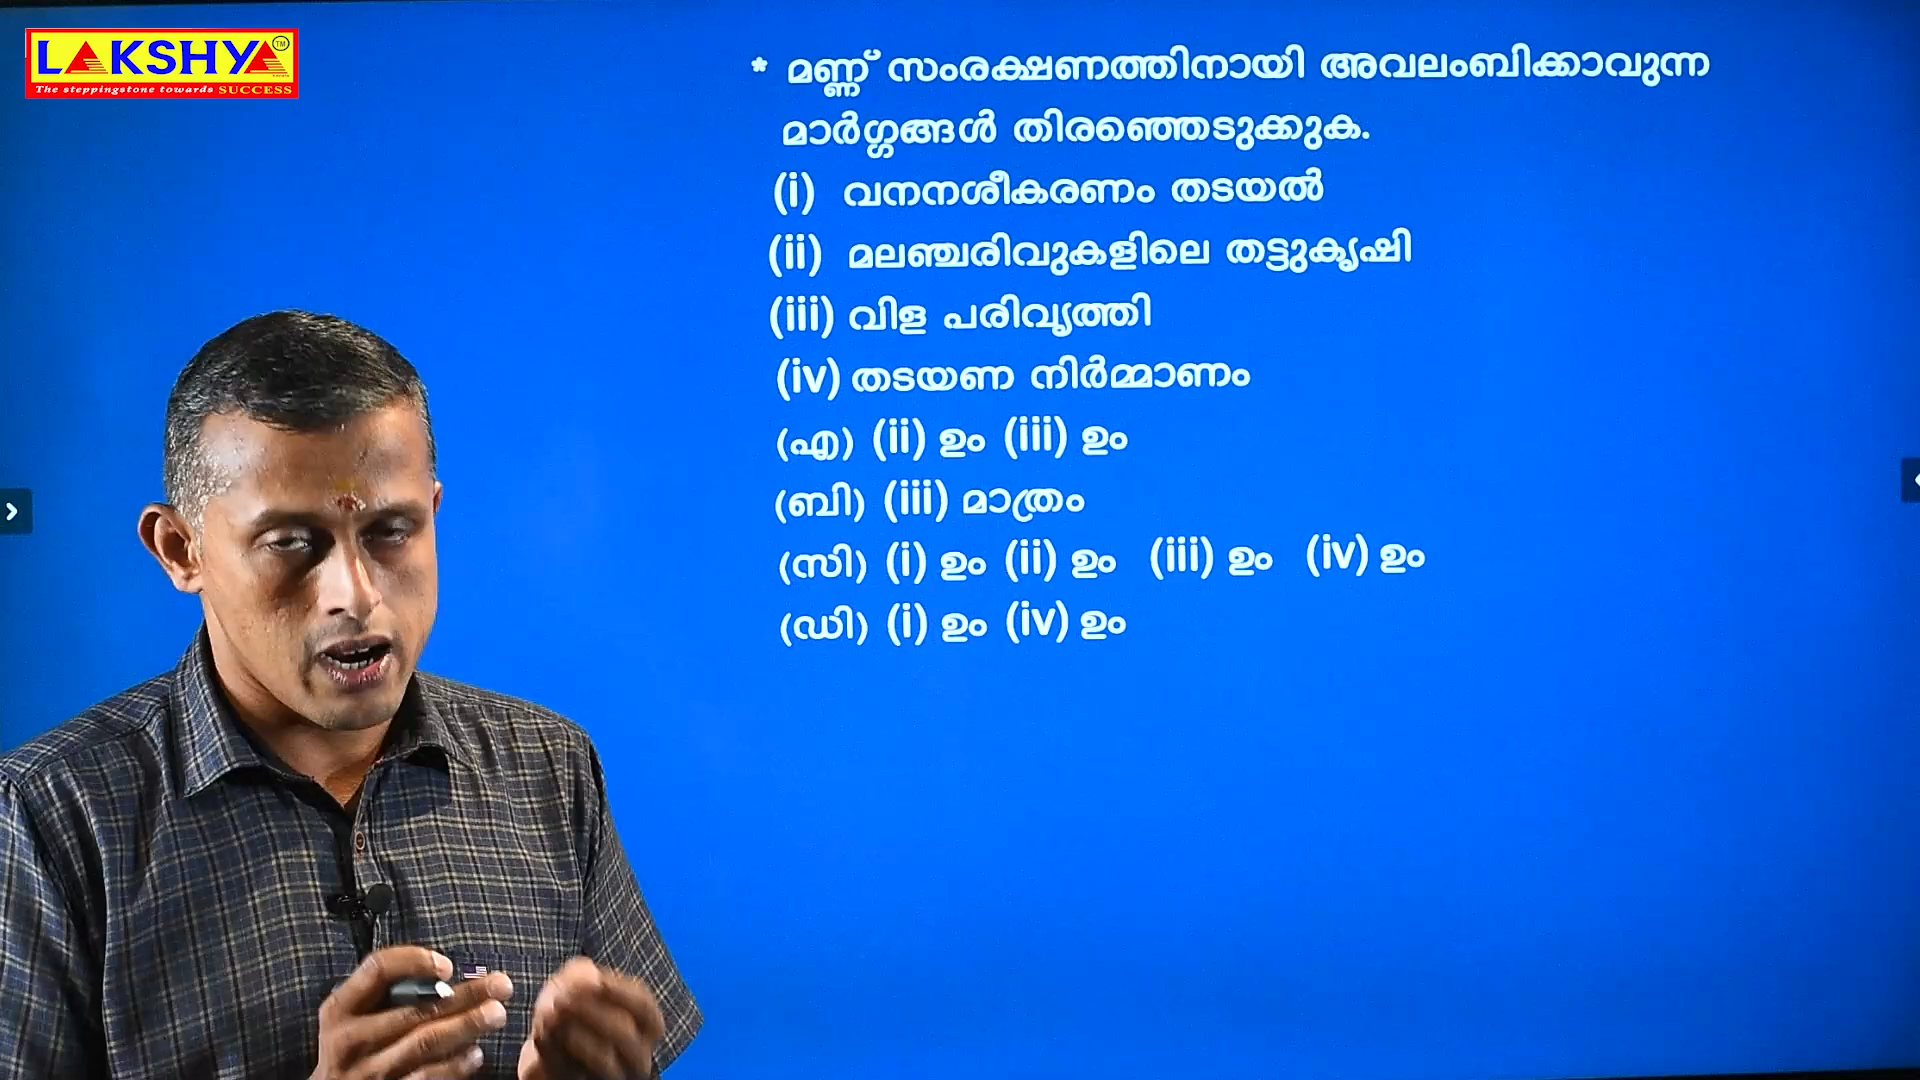 LAKSHYA TM
The steppingstone towards SUCCESS
* മണ്ണ് സംരക്ഷണത്തിനായി അവലംബിക്കാവുന്ന
മാർഗ്ഗങ്ങൾ തിരഞ്ഞെടുക്കുക.
(i) വനനശീകരണം തടയൽ
(ii) മലഞ്ചരിവുകളിലെ തട്ടുകൃഷി
(iii) വിള പരിവൃത്തി
(iv) തടയണ നിർമ്മാണം
(എ) (ii) ഉം (iii) ഉം
(ബി) (iii) മാത്രം
(സി) (i) ഉം (ii) ഉം (iii) ഉം (iv) ഉം
(ഡി) (i) ഉം (iv) ഉം